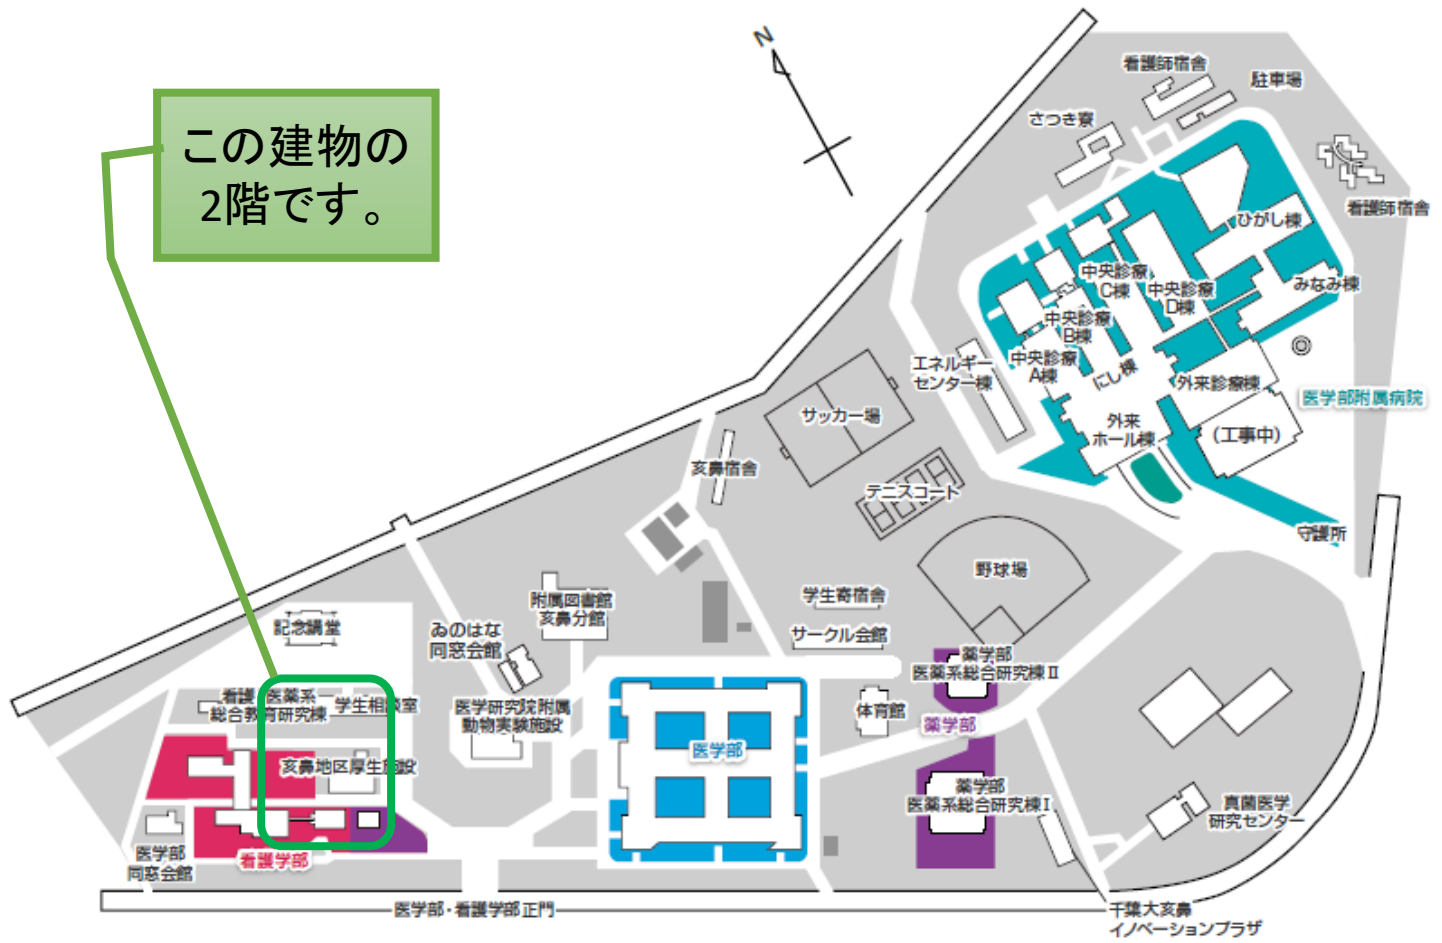 N
この建物の
2階です。
看護師宿舎
駐車場
さつき寮
看護師宿舎
ひがし棟
みなみ棟
中央診療
C棟
中央診療
D棟
中央診療
B棟
中央診療
A棟
にし棟
外来診療棟
エネルギー
センター棟
医学部附属病院
外来
ホール棟
(工事中)
サッカー場
亥鼻宿舎
テニスコート
守護所
野球場
附属図書館
亥鼻分館
学生寄宿舎
サークル会館
記念講堂
ゐのはな
同窓会館
薬学部
医薬系総合研究棟Ⅱ
看護・医薬系
総合教育研究棟
学生相談室
医学研究院附属
動物実験施設
体育館
薬学部
医学部
亥鼻地区厚生施設
薬学部
医薬系総合研究棟Ⅰ
真菌医学
研究センター
医学部
同窓会館
看護学部
医学部・看護学部正門
千葉大亥鼻
イノベーションプラザ